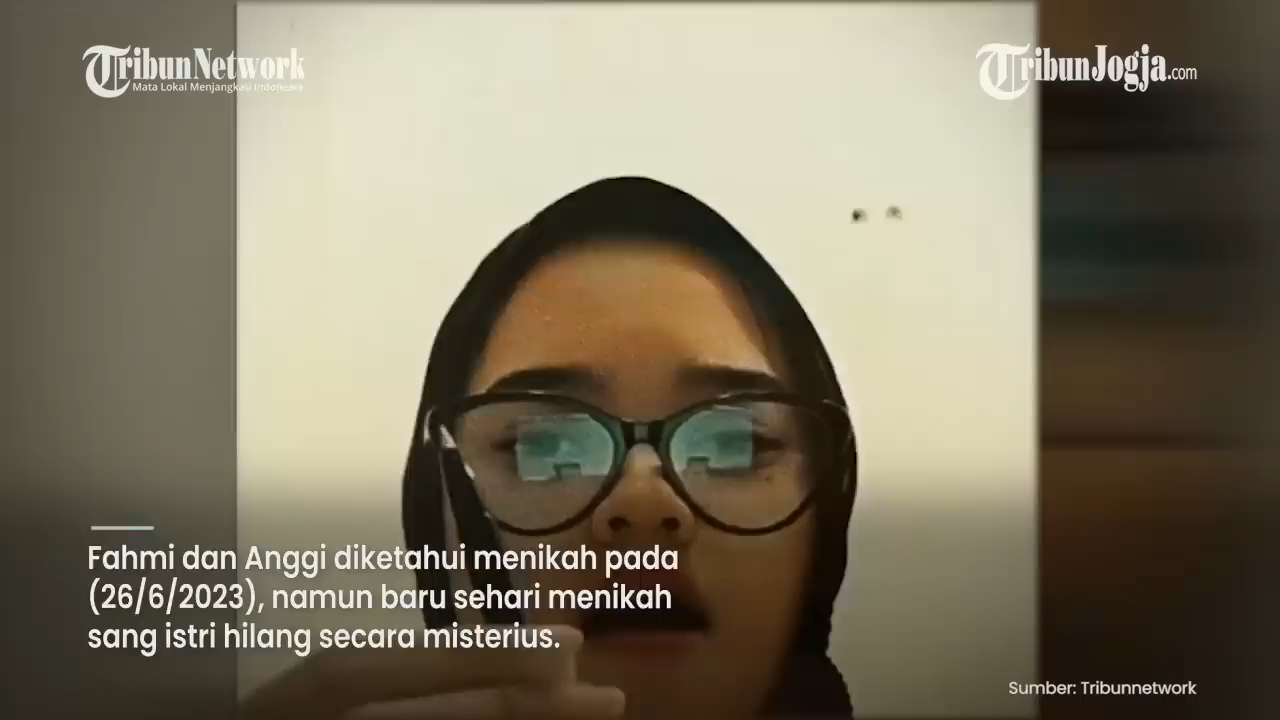 TribunNetwork
Mata Lokal Menjangkau Indonesia
TribunJogja.com
Fahmi dan Anggi diketahui menikah pada
(26/6/2023), namun baru sehari menikah
sang istri hilang secara misterius.
Sumber: Tribunnetwork